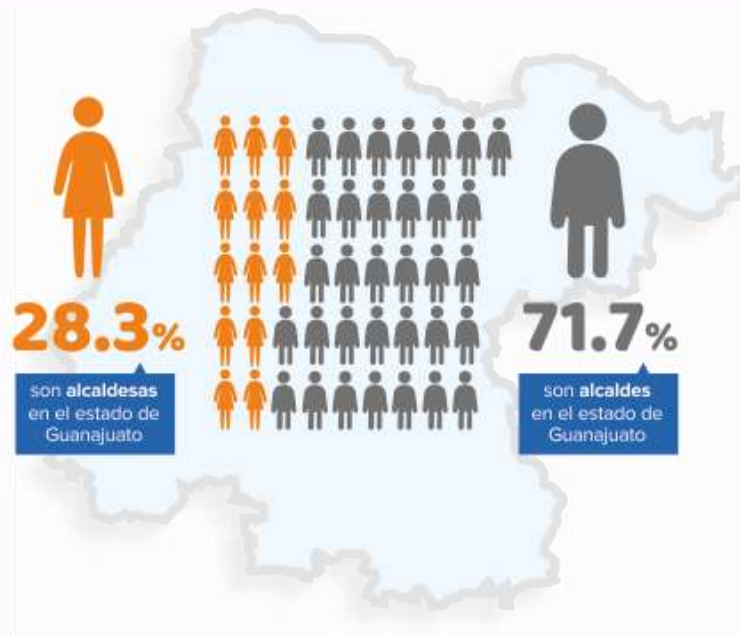 28.3%
son alcaldesas
en el estado de
Guanajuato
71.7%
son alcaldes
en el estado de
Guanajuato